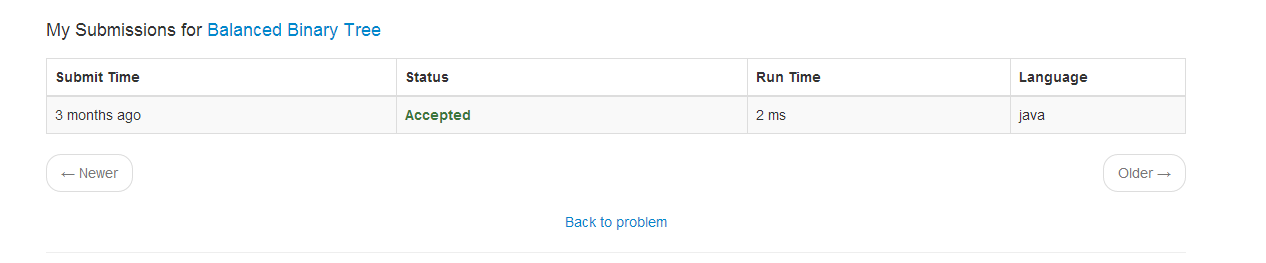 My Submissions for Balanced Binary Tree
Submit Time Status Run Time Language
3 months ago Accepted 2 ms java
← Newer Older →
Back to problem